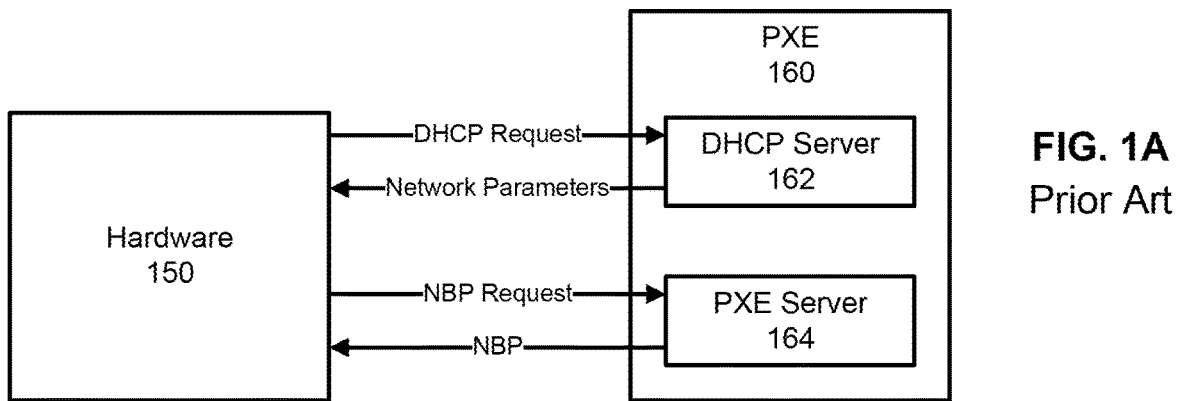 PXE
160
DHCP Request
DHCP Server
162
Network Parameters
FIG. 1A
Prior Art
Hardware
150
NBP Request
PXE Server
164
NBP